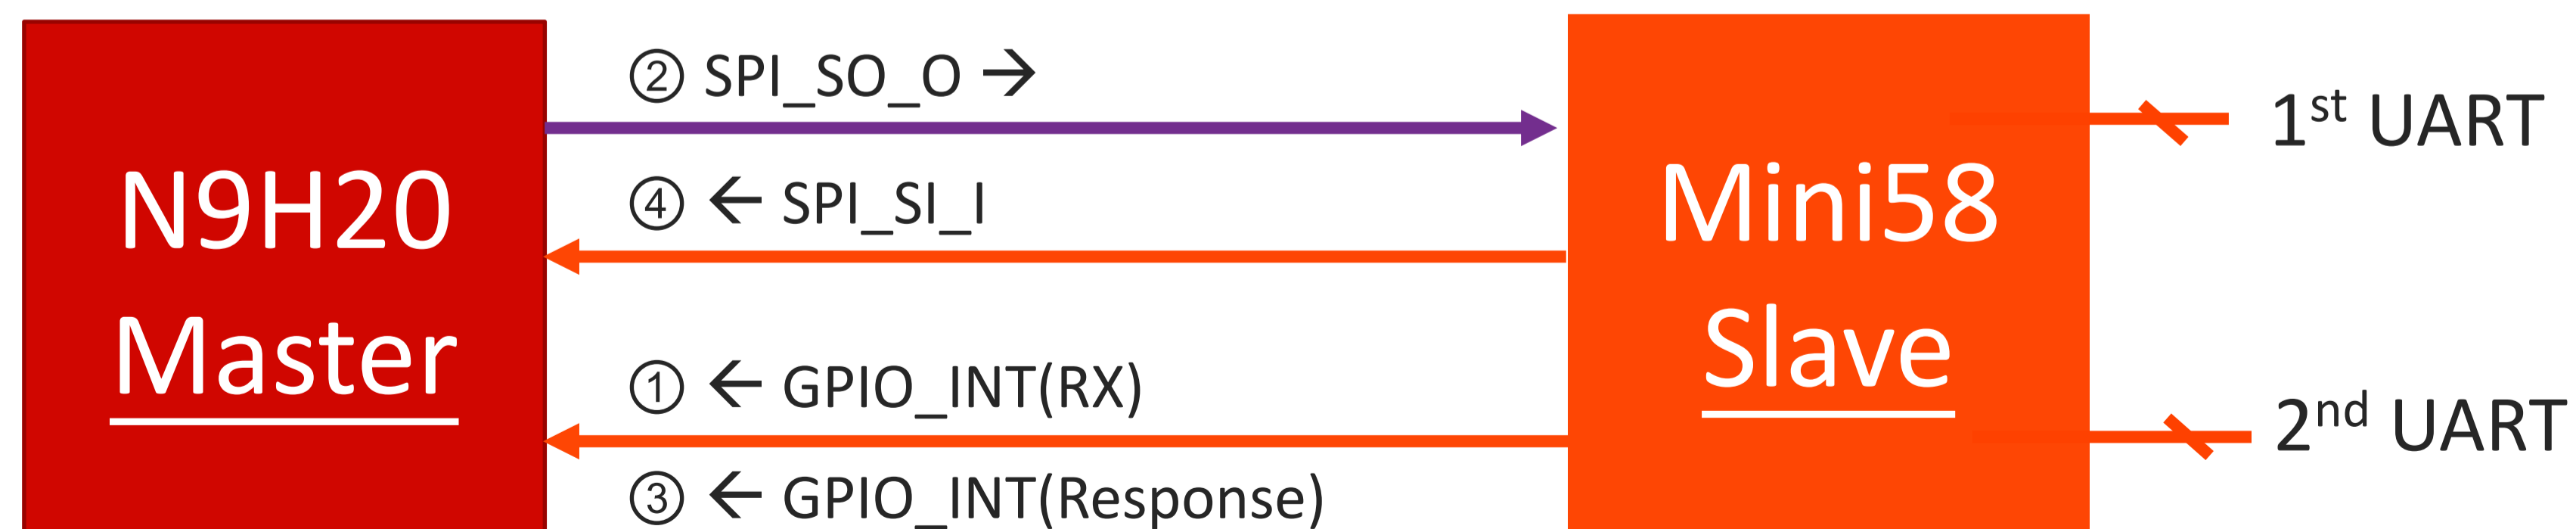 N9H20
Master
② SPI_SO_O →
④ ← SPI_SI_I
① ← GPIO_INT(RX)
③ ← GPIO_INT(Response)
Mini58
Slave
1st UART
2nd UART